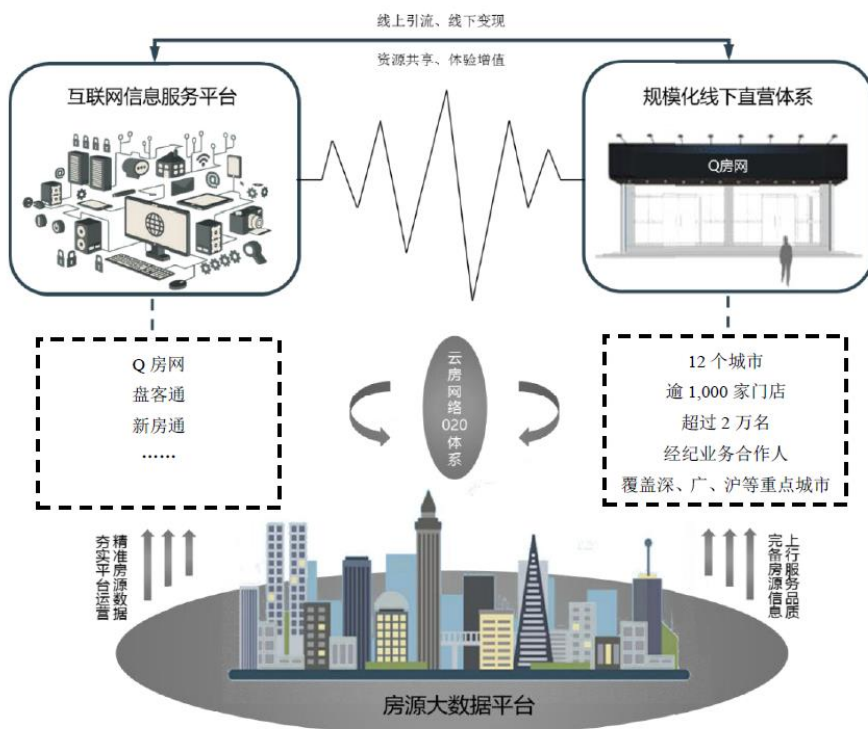 线上引流、线下变现
资源共享、体验增值
互联网信息服务平台
规模化线下直营体系
Q房网
Q 房网
盘客通
新房通
……
云房网络O2O体系
12 个城市
逾 1,000 家门店
超过 2 万名
经纪业务合作人
覆盖深、广、沪等重点城市
精准房源数据
夯实平台运营
上行服务品质
完备房源信息
房源大数据平台